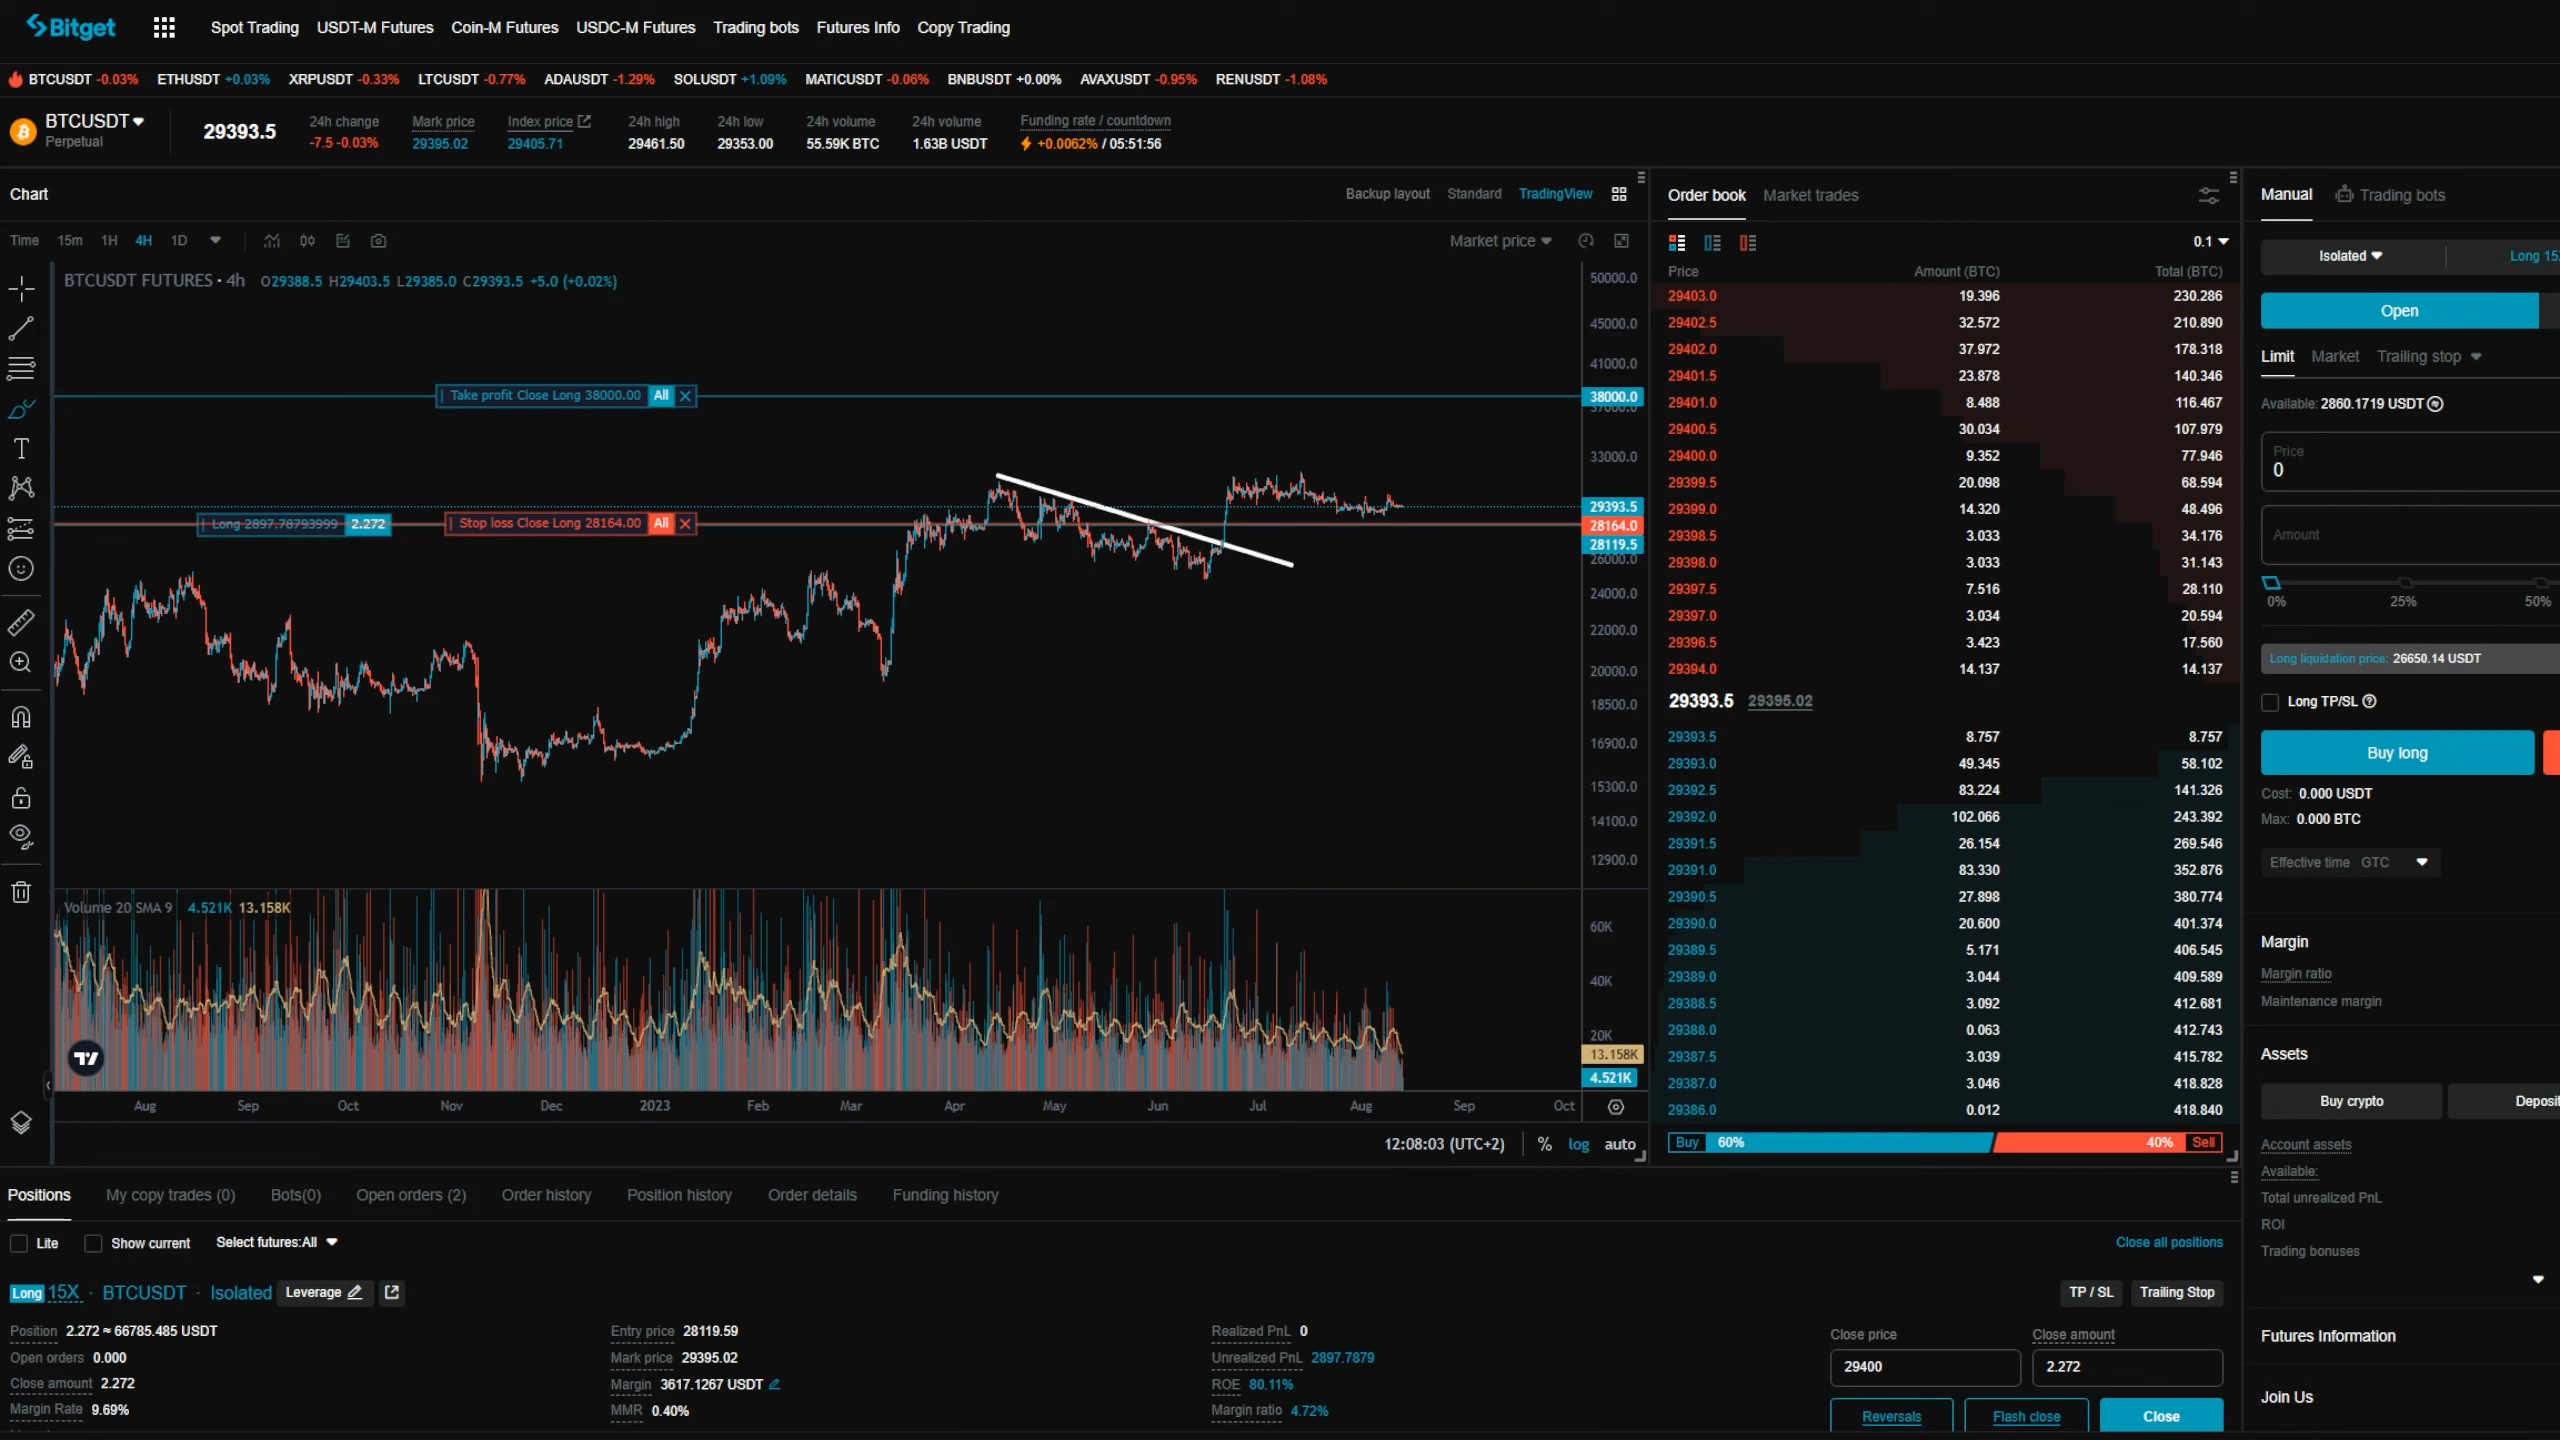 Bitget Spot Trading USDT-M Futures Coin-M Futures USDC-M Futures Trading bots Futures Info Copy Trading
BTCUSDT -0.03% ETHUSDT +0.03% XRPUSDT -0.33% LTCUSDT -0.77% ADAUSDT -1.29% SOLUSDT +1.09% MATICUSDT -0.06% BNBUSDT +0.00% AVAXUSDT -0.95% RENUSDT -1.08%
BTCUSDT
Perpetual
29393.5
24h change Mark price Index price 24h high 24h low 24h volume 24h volume Funding rate / countdown
-7.5 -0.03% 29395.02 29405.71 29461.50 29353.00 55.59K BTC 1.63B USDT +0.0062% / 05:51:56
Chart
Backup layout Standard TradingView
Time 15m 1H 4H 1D
Market price
BTCUSDT FUTURES · 4h O29388.5 H29403.5 L29385.0 C29393.5 +5.0 (+0.02%)
Take profit Close Long 38000.00 All
Long 2897.78793999 2.272
Stop loss Close Long 28164.00 All
50000.0
45000.0
41000.0
38000.0
37000.0
33000.0
29393.5
28164.0
28119.5
26000.0
24000.0
22000.0
20000.0
18500.0
16900.0
15300.0
14100.0
12900.0
Volume 20 SMA 9 4.521K 13.158K
60K
40K
20K
13.158K
4.521K
Aug Sep Oct Nov Dec 2023 Feb Mar Apr May Jun Jul Aug Sep Oct
12:08:03 (UTC+2) % log auto
Order book Market trades
0.1
Price Amount (BTC) Total (BTC)
29403.0 19.396 230.286
29402.5 32.572 210.890
29402.0 37.972 178.318
29401.5 23.878 140.346
29401.0 8.488 116.467
29400.5 30.034 107.979
29400.0 9.352 77.946
29399.5 20.098 68.594
29399.0 14.320 48.496
29398.5 3.033 34.176
29398.0 3.033 31.143
29397.5 7.516 28.110
29397.0 3.034 20.594
29396.5 3.423 17.560
29394.0 14.137 14.137
29393.5 29395.02
29393.5 8.757 8.757
29393.0 49.345 58.102
29392.5 83.224 141.326
29392.0 102.066 243.392
29391.5 26.154 269.546
29391.0 83.330 352.876
29390.5 27.898 380.774
29390.0 20.600 401.374
29389.5 5.171 406.545
29389.0 3.044 409.589
29388.5 3.092 412.681
29388.0 0.063 412.743
29387.5 3.039 415.782
29387.0 3.046 418.828
29386.0 0.012 418.840
Buy 60% 40% Sell
Manual Trading bots
Isolated Long 15
Open
Limit Market Trailing stop
Available: 2860.1719 USDT
Price
0
Amount
0% 25% 50%
Long liquidation price: 26650.14 USDT
Long TP/SL
Buy long
Cost: 0.000 USDT
Max: 0.000 BTC
Effective time GTC
Margin
Margin ratio
Maintenance margin
Assets
Buy crypto Deposit
Account assets
Available:
Total unrealized PnL
ROI
Trading bonuses
Futures Information
Join Us
Positions My copy trades (0) Bots(0) Open orders (2) Order history Position history Order details Funding history
Lite Show current Select futures:All Close all positions
Long 15X · BTCUSDT · Isolated Leverage TP / SL Trailing Stop
Position 2.272 ≈ 66785.485 USDT
Open orders 0.000
Close amount 2.272
Margin Rate 9.69%
Entry price 28119.59
Mark price 29395.02
Margin 3617.1267 USDT
MMR 0.40%
Realized PnL 0
Unrealized PnL 2897.7879
ROE 80.11%
Margin ratio 4.72%
Close price Close amount
29400 2.272
Reversals Flash close Close